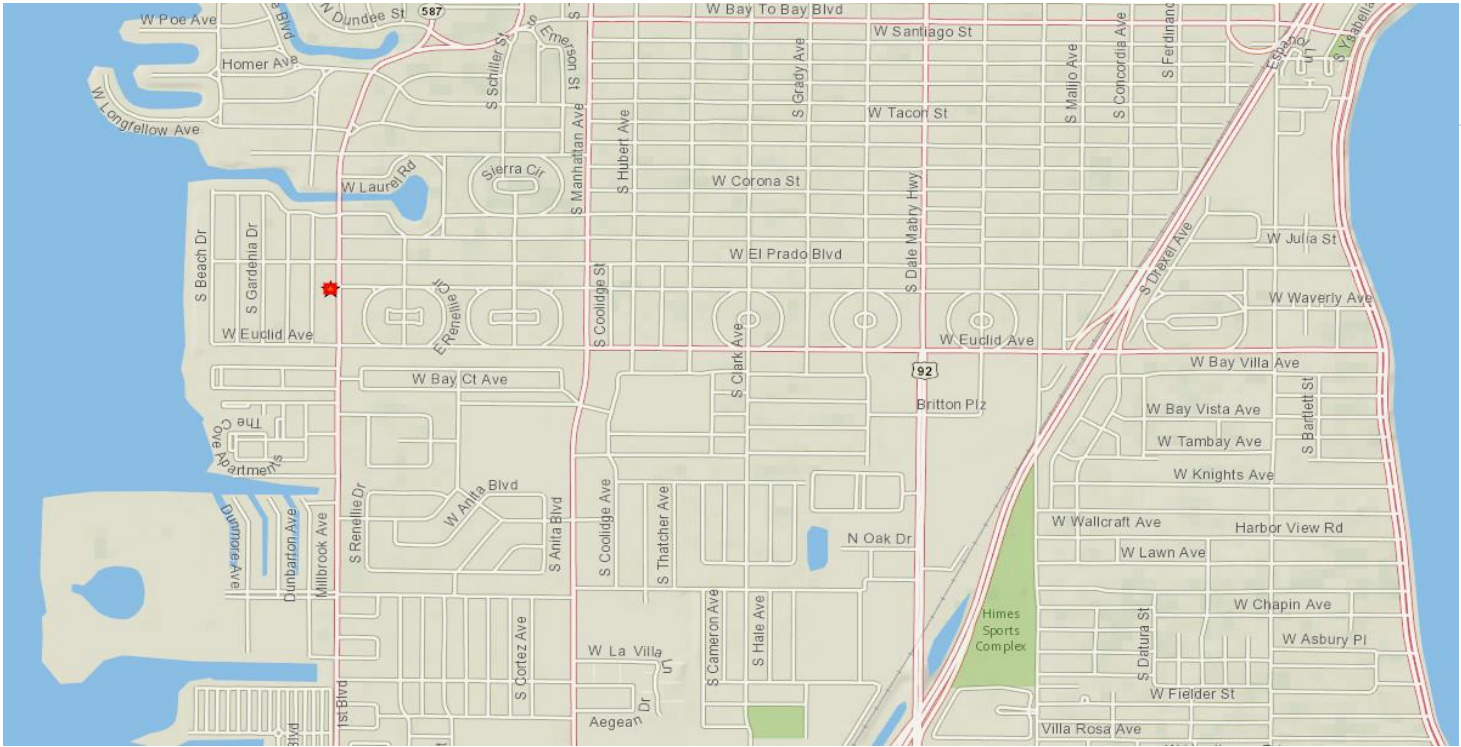 W Poe Ave
Blvd
N Dundee St
587
S
S Emerson St
W Bay To Bay Blvd
W Santiago St
S Ferdinand
Espano Ln
S Ysabella
Homer Ave
S Schiller St
S Grady Ave
S Malijo Ave
S Concordia Ave
W Longfellow Ave
W Tacon St
S Manhattan Ave
S Hubert Ave
Sierra Cir
W Laurel Rd
W Corona St
S Dale Mabry Hwy
S Beach Dr
S Gardenia Dr
W El Prado Blvd
W Julia St
S Drexel Ave
S Coolidge St
E Renellie Cir
W Waverly Ave
W Euclid Ave
S Clark Ave
W Euclid Ave
W Bay Villa Ave
W Bay Ct Ave
92
Britton Plz
W Bay Vista Ave
S Bartlett St
The Cove Apartments
W Tambay Ave
W Knights Ave
S Renellie Dr
W Anita Blvd
S Anita Blvd
S Coolidge Ave
S Thatcher Ave
Dunmore Ave
Dunbarton Ave
Millbrook Ave
W Wallcraft Ave
Harbor View Rd
N Oak Dr
W Lawn Ave
S Cameron Ave
S Hale Ave
Himes
Sports
Complex
W Chapin Ave
S Datura St
W Asbury Pl
S Cortez Ave
W La Villa Ln
W Fielder St
1st Blvd
Blvd
Aegean Dr
Villa Rosa Ave